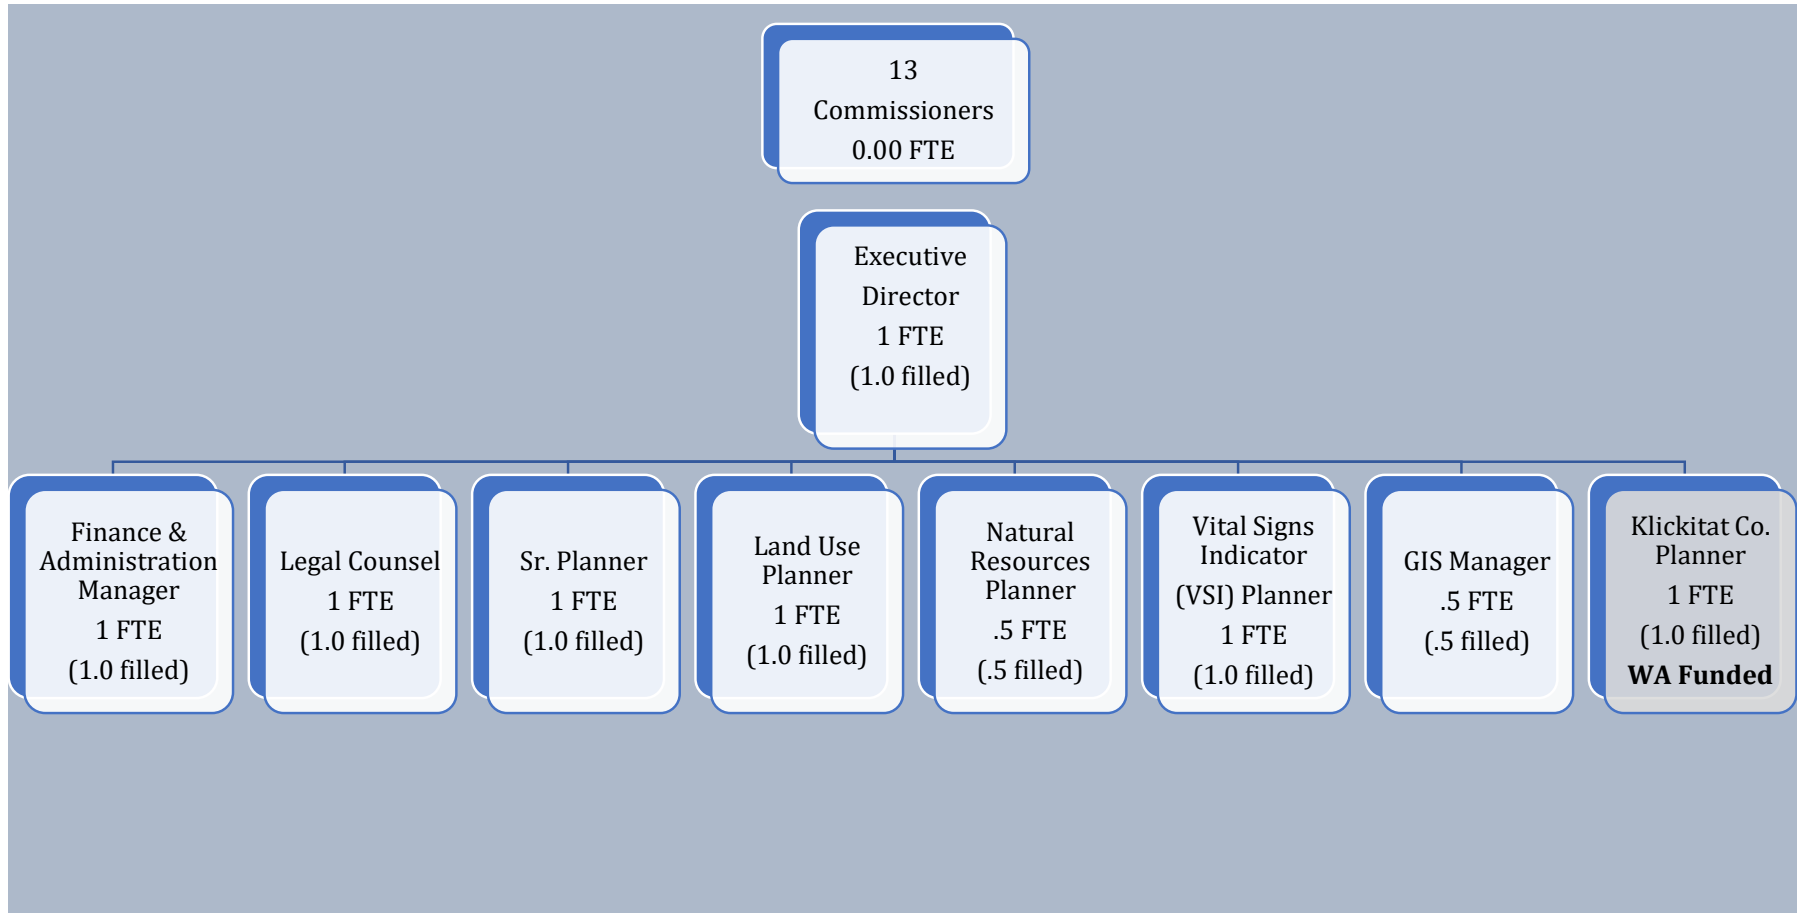 13
Commissioners
0.00 FTE
Executive
Director
1 FTE
(1.0 filled)
Finance &
Administration
Manager
1 FTE
(1.0 filled)
Legal Counsel
1 FTE
(1.0 filled)
Sr. Planner
1 FTE
(1.0 filled)
Land Use
Planner
1 FTE
(1.0 filled)
Natural
Resources
Planner
.5 FTE
(.5 filled)
Vital Signs
Indicator
(VSI) Planner
1 FTE
(1.0 filled)
GIS Manager
.5 FTE
(.5 filled)
Klickitat Co.
Planner
1 FTE
(1.0 filled)
WA Funded